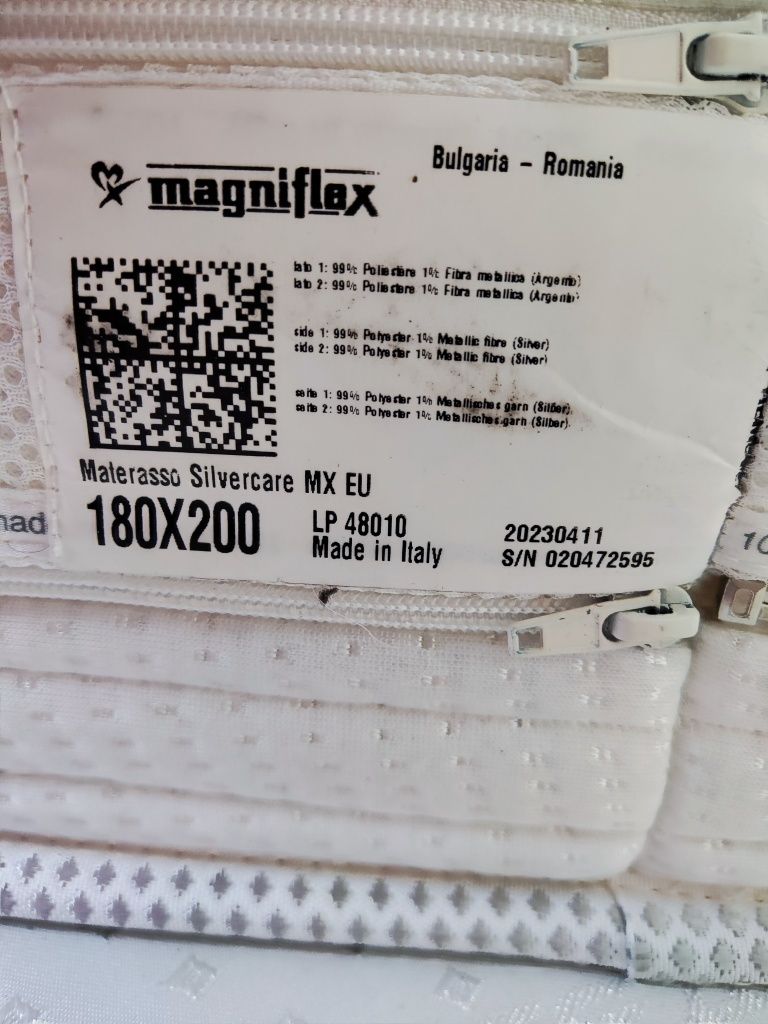 magniflex
Bulgaria - Romania
lato 1: 99% Poliestere 1% Fibra metallica (Argento)
lato 2: 99% Poliestere 1% Fibra metallica (Argento)
side 1: 99% Polyester 1% Metallic fibre (Silver)
side 2: 99% Polyester 1% Metallic fibre (Silver)
seite 1: 99% Polyester 1% Metallisches garn (Silber)
seite 2: 99% Polyester 1% Metallisches garn (Silber)
Materasso Silvercare MX EU
180X200
LP 48010
Made in Italy
20230411
S/N 020472595